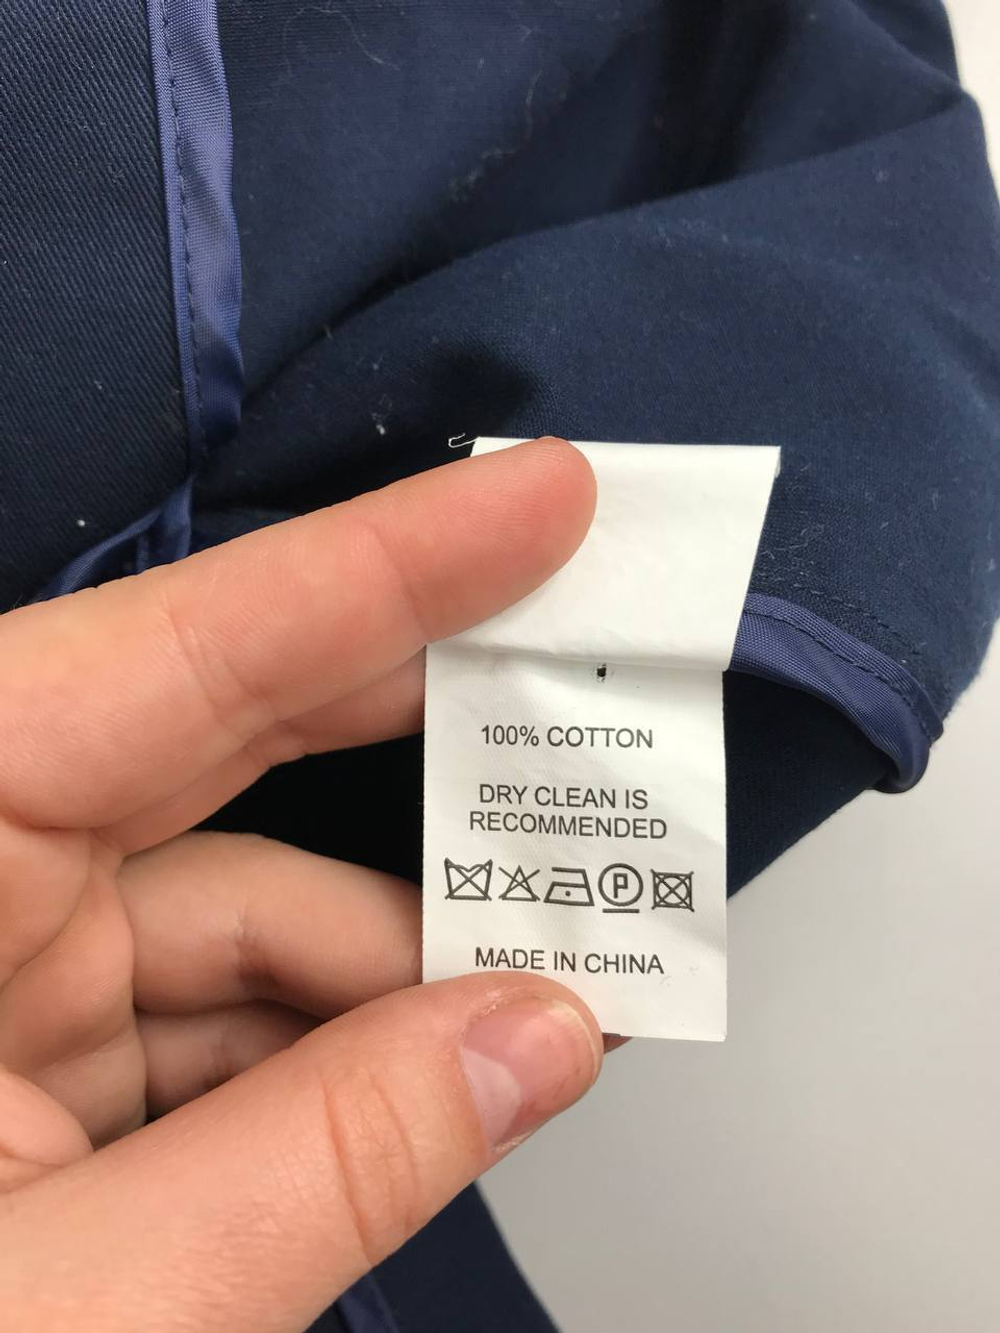 100% COTTON
DRY CLEAN IS
RECOMMENDED
P
MADE IN CHINA